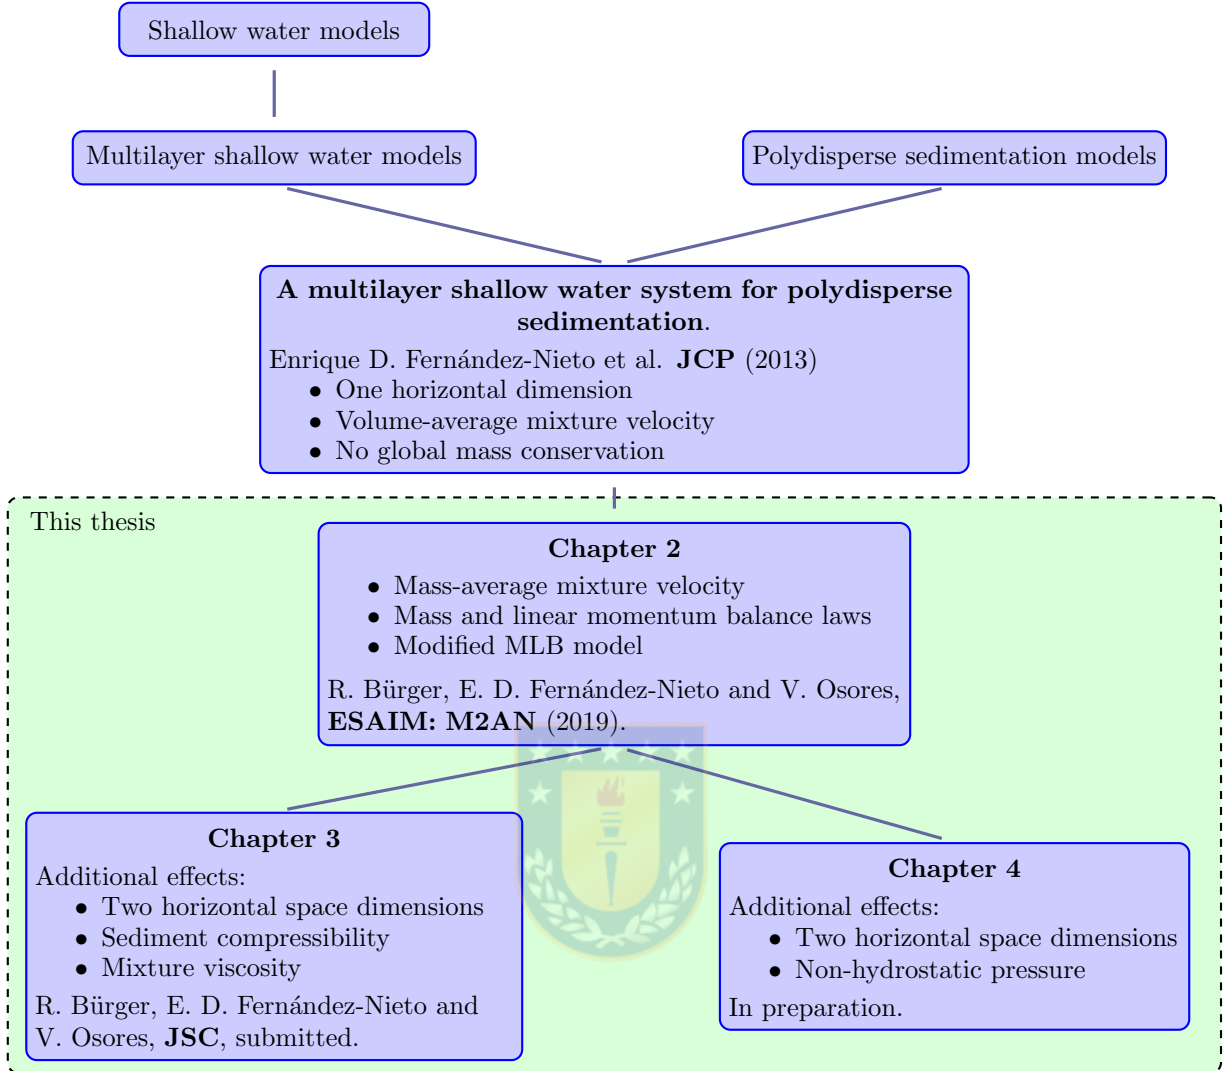 Shallow water models
Multilayer shallow water models
Polydisperse sedimentation models
A multilayer shallow water system for polydisperse
sedimentation.
Enrique D. Fernández-Nieto et al. JCP (2013)
• One horizontal dimension
• Volume-average mixture velocity
• No global mass conservation
This thesis
Chapter 2
• Mass-average mixture velocity
• Mass and linear momentum balance laws
• Modified MLB model
R. Bürger, E. D. Fernández-Nieto and V. Osores,
ESAIM: M2AN (2019).
Chapter 3
Additional effects:
• Two horizontal space dimensions
• Sediment compressibility
• Mixture viscosity
R. Bürger, E. D. Fernández-Nieto and
V. Osores, JSC, submitted.
Chapter 4
Additional effects:
• Two horizontal space dimensions
• Non-hydrostatic pressure
In preparation.